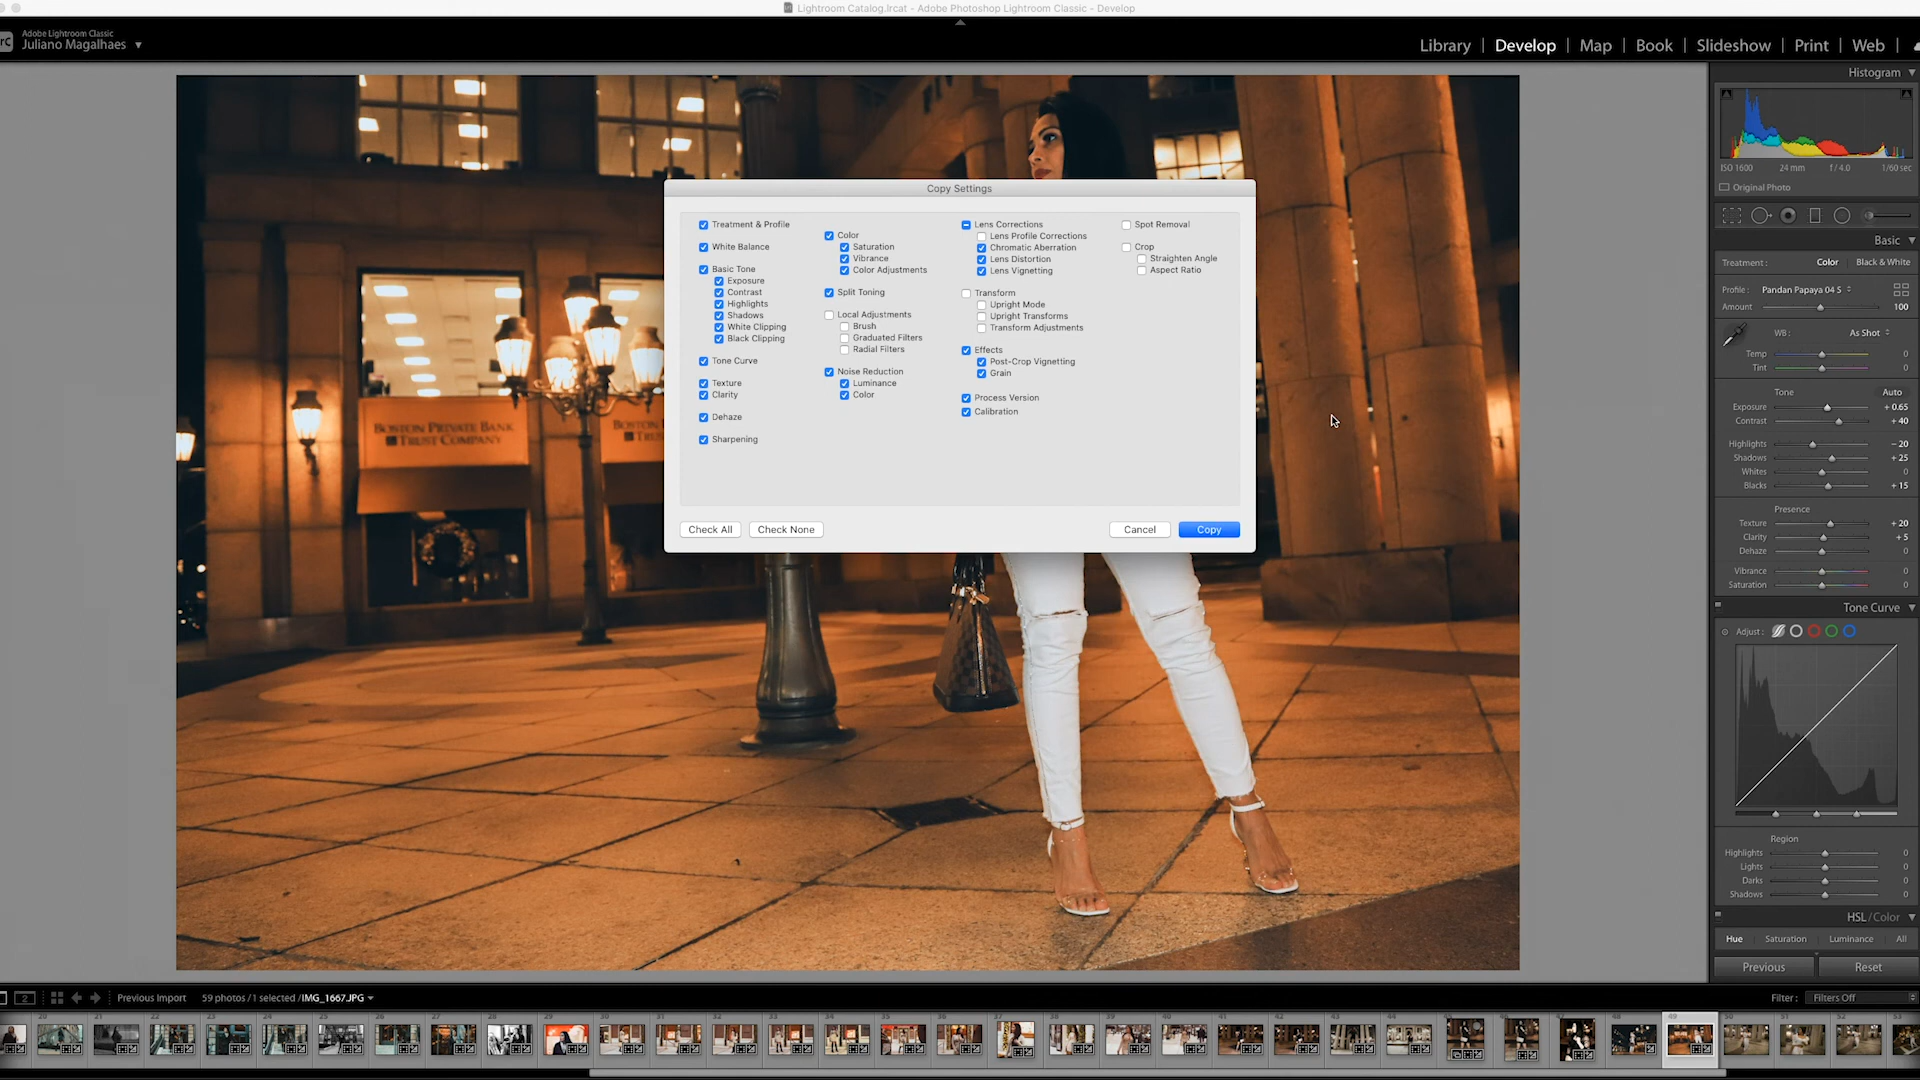 Lightroom Catalog.lrcat - Adobe Photoshop Lightroom Classic - Develop
Adobe Lightroom Classic
Juliano Magalhaes
Library | Develop | Map | Book | Slideshow | Print | Web |
Histogram
ISO 1600 24 mm f / 4.0 1/60 sec
Original Photo
Basic
Treatment : Color Black & White
Profile : Pandan Papaya 04 S
Amount 100
WB : As Shot
Temp 0
Tint 0
Tone Auto
Exposure + 0.65
Contrast + 40
Highlights − 20
Shadows + 25
Whites 0
Blacks + 15
Presence
Texture + 20
Clarity + 5
Dehaze 0
Vibrance 0
Saturation 0
Tone Curve
Adjust :
Region
Highlights 0
Lights 0
Darks 0
Shadows 0
HSL / Color
Hue Saturation Luminance All
Previous Reset
Copy Settings
Treatment & Profile
White Balance
Basic Tone
Exposure
Contrast
Highlights
Shadows
White Clipping
Black Clipping
Tone Curve
Texture
Clarity
Dehaze
Sharpening
Color
Saturation
Vibrance
Color Adjustments
Split Toning
Local Adjustments
Brush
Graduated Filters
Radial Filters
Noise Reduction
Luminance
Color
Lens Corrections
Lens Profile Corrections
Chromatic Aberration
Lens Distortion
Lens Vignetting
Transform
Upright Mode
Upright Transforms
Transform Adjustments
Effects
Post-Crop Vignetting
Grain
Process Version
Calibration
Spot Removal
Crop
Straighten Angle
Aspect Ratio
Check All Check None Cancel Copy
BOSTON PRIVATE BANK
& TRUST COMPANY
2 Previous Import 59 photos / 1 selected / IMG_1667.JPG Filter : Filters Off